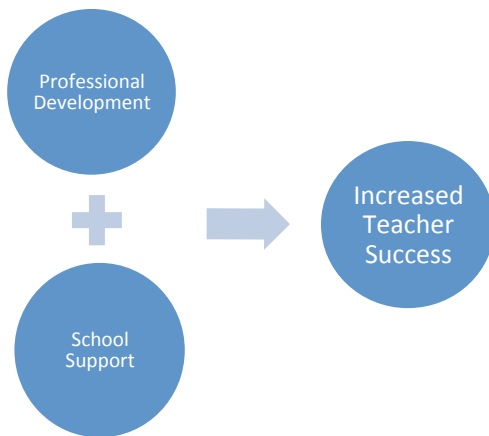 Professional
Development
School
Support
Increased
Teacher
Success